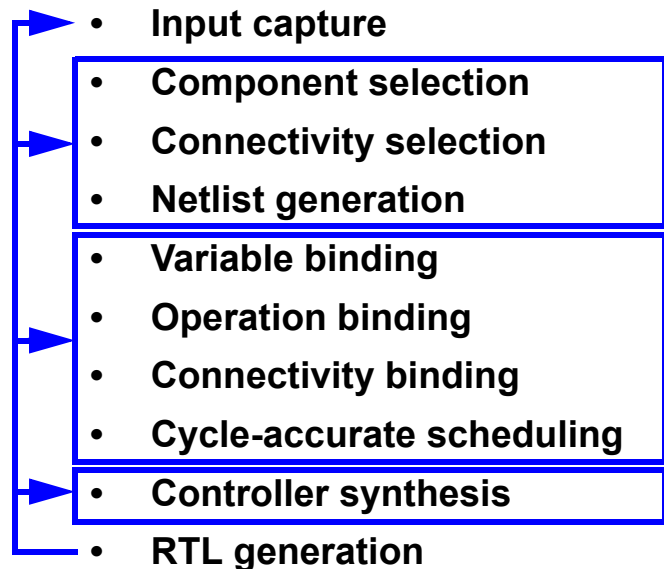 • Input capture
• Component selection
• Connectivity selection
• Netlist generation
• Variable binding
• Operation binding
• Connectivity binding
• Cycle-accurate scheduling
• Controller synthesis
• RTL generation